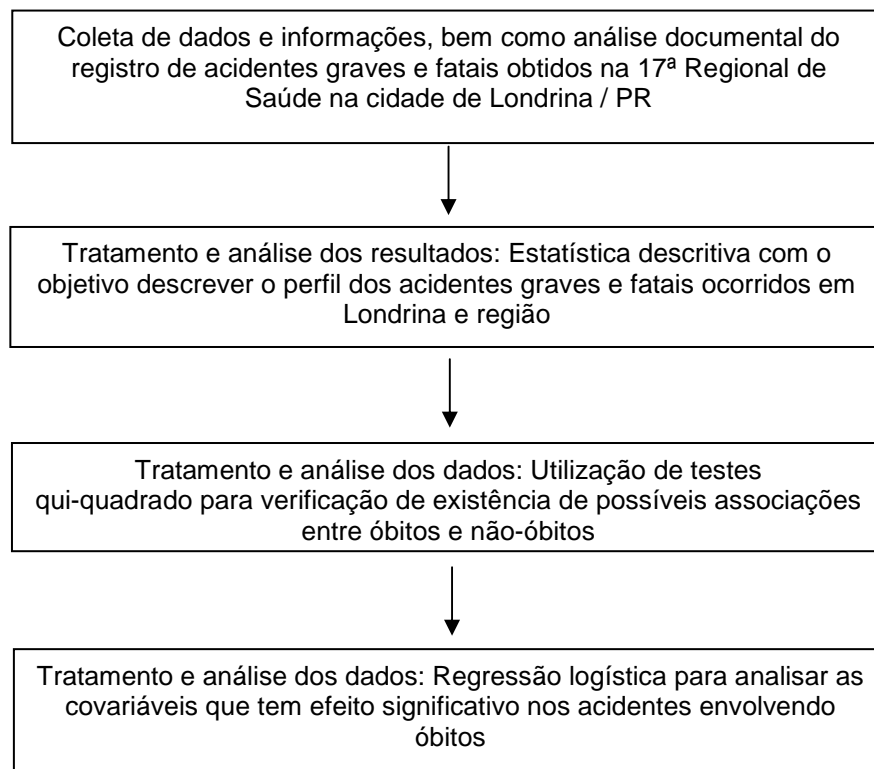 Coleta de dados e informações, bem como análise documental do
registro de acidentes graves e fatais obtidos na 17ª Regional de
Saúde na cidade de Londrina / PR
Tratamento e análise dos resultados: Estatística descritiva com o
objetivo descrever o perfil dos acidentes graves e fatais ocorridos em
Londrina e região
Tratamento e análise dos dados: Utilização de testes
qui-quadrado para verificação de existência de possíveis associações
entre óbitos e não-óbitos
Tratamento e análise dos dados: Regressão logística para analisar as
covariáveis que tem efeito significativo nos acidentes envolvendo
óbitos